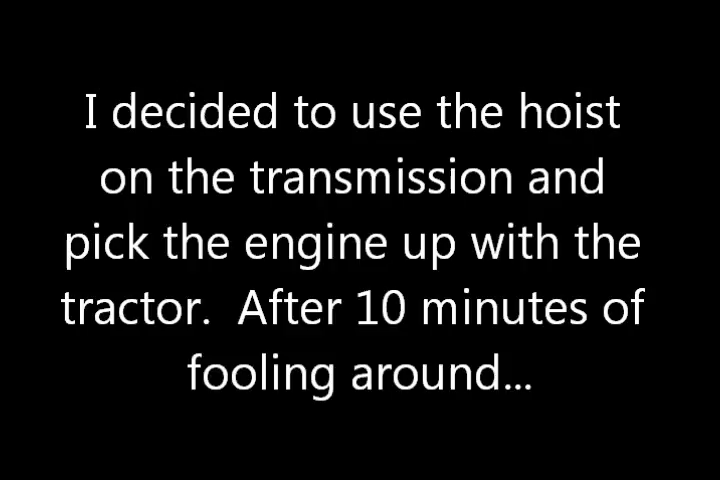 I decided to use the hoist
on the transmission and
pick the engine up with the
tractor.  After 10 minutes of
fooling around...